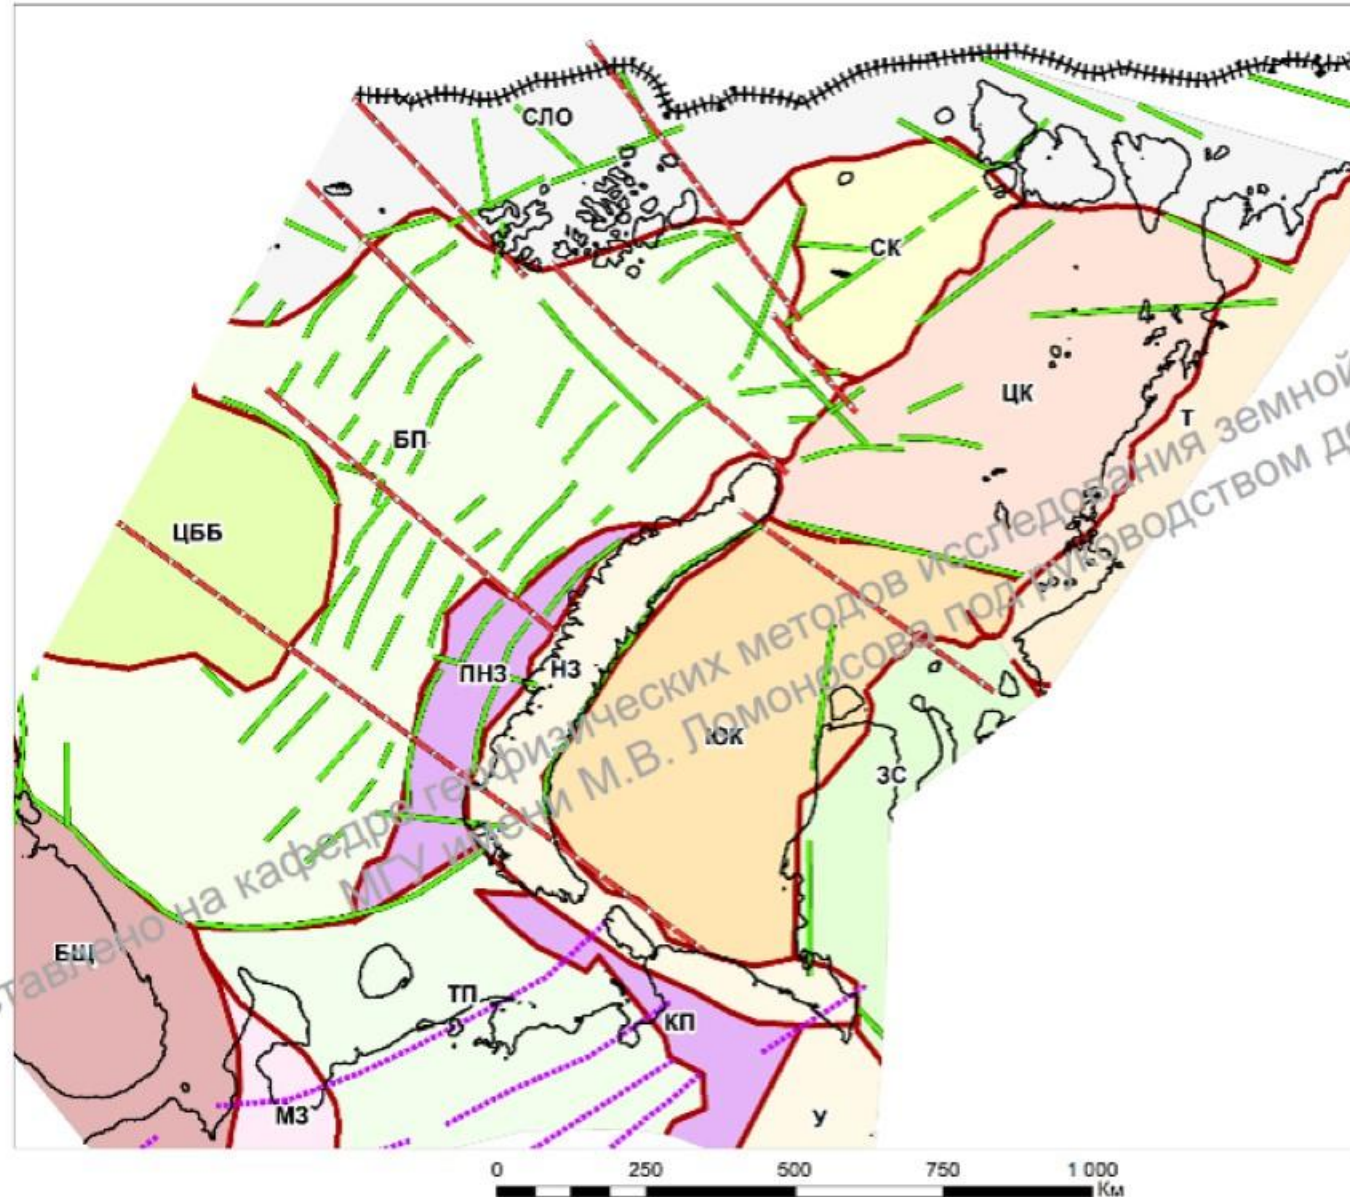 СЛО
СК
ЦК
Т
БП
ЦББ
ПНЗ
НЗ
ЮК
ЗС
БЩ
ТП
КП
МЗ
У
на кафедре геофизических методов исследования земной
МГУ имени М.В. Ломоносова под руководством
0 250 500 750 1 000
Км